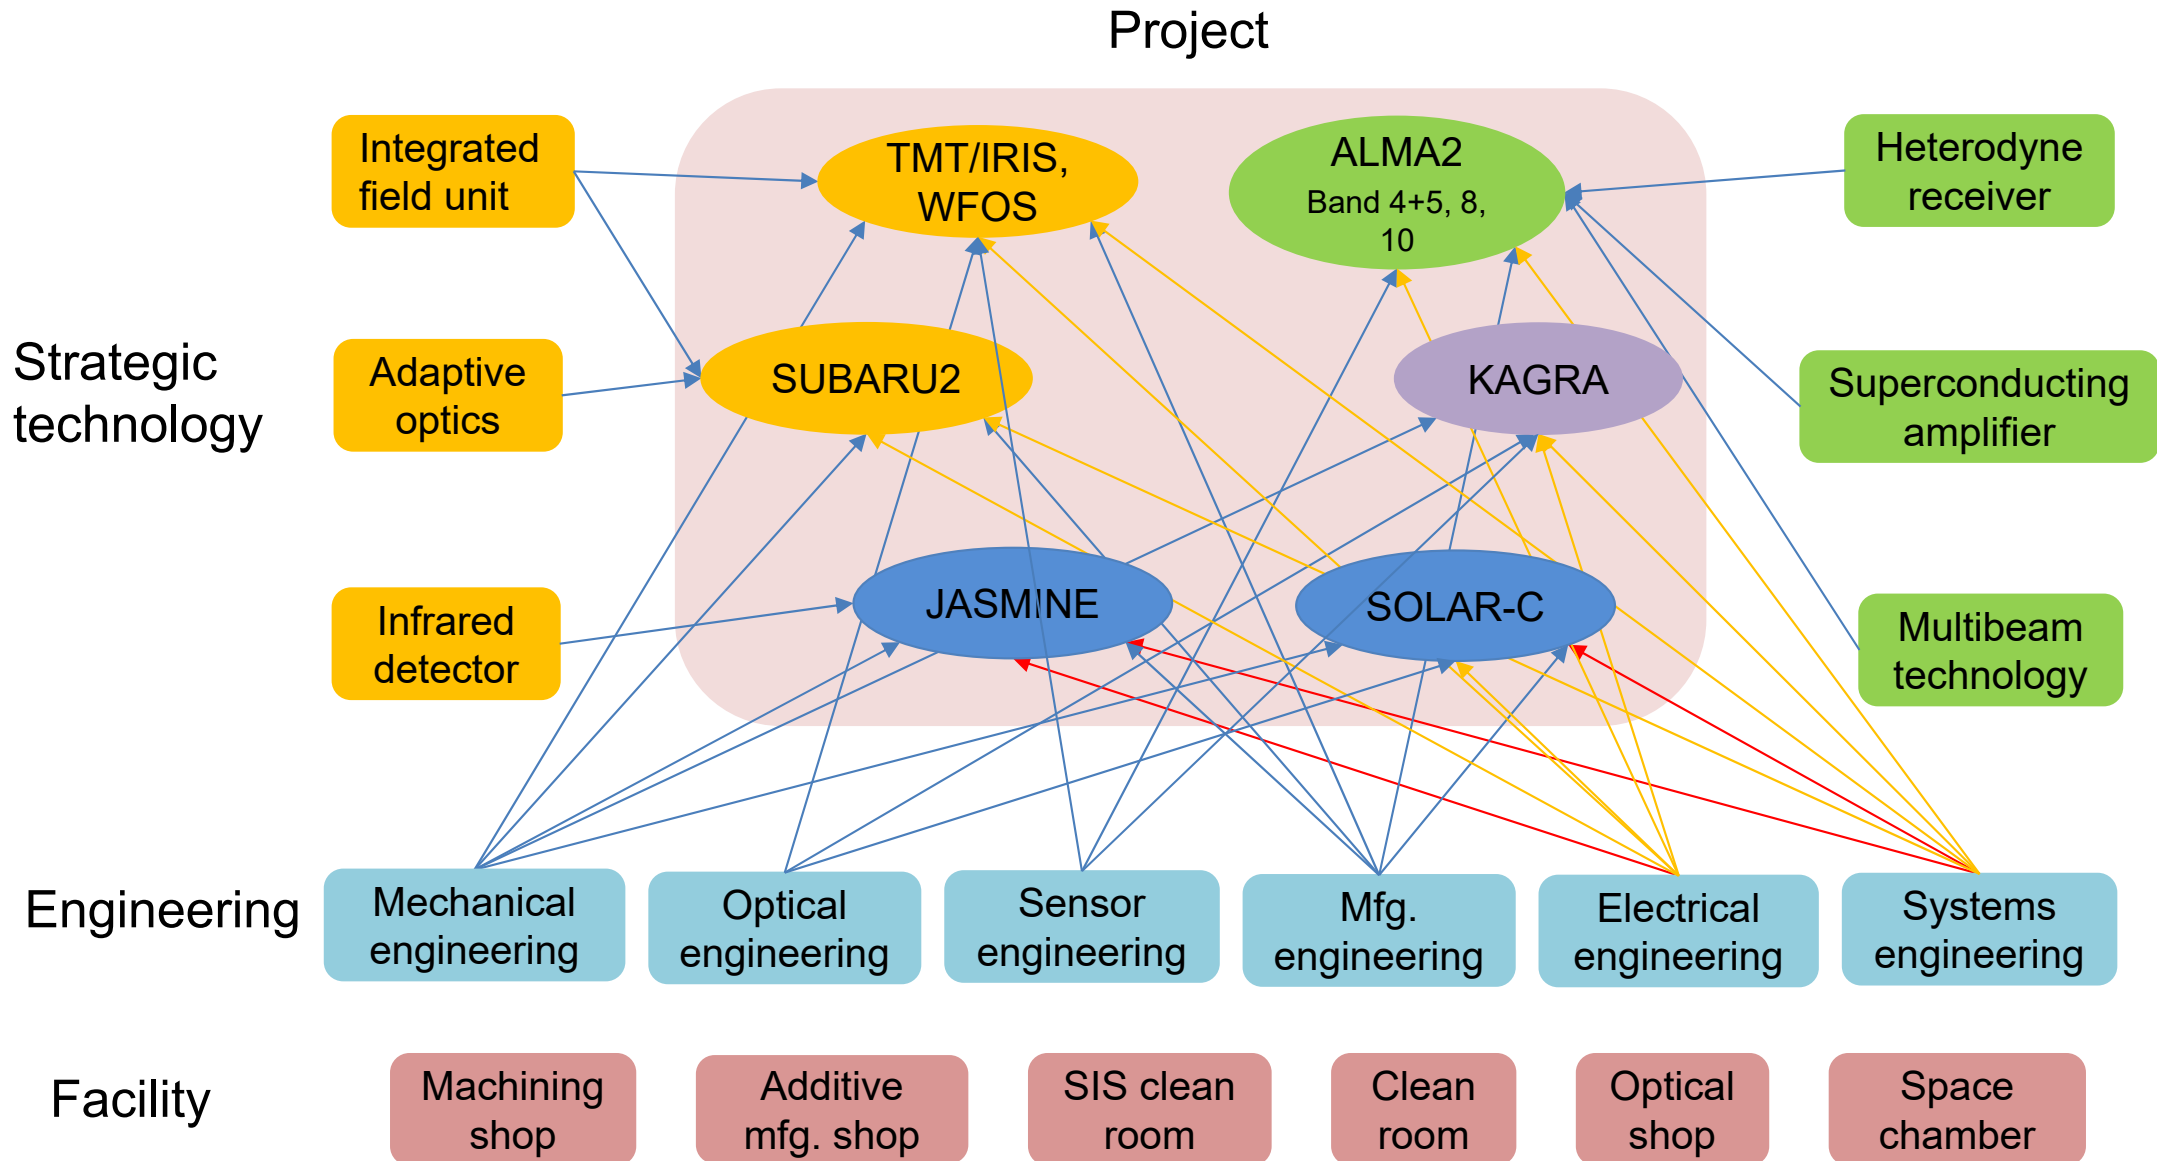 Project
Integrated
field unit
TMT/IRIS,
WFOS
ALMA2
Band 4+5, 8,
10
Heterodyne
receiver
Strategic
technology
Adaptive
optics
SUBARU2
KAGRA
Superconducting
amplifier
Infrared
detector
JASMINE
SOLAR-C
Multibeam
technology
Engineering
Mechanical
engineering
Optical
engineering
Sensor
engineering
Mfg.
engineering
Electrical
engineering
Systems
engineering
Facility
Machining
shop
Additive
mfg. shop
SIS clean
room
Clean
room
Optical
shop
Space
chamber